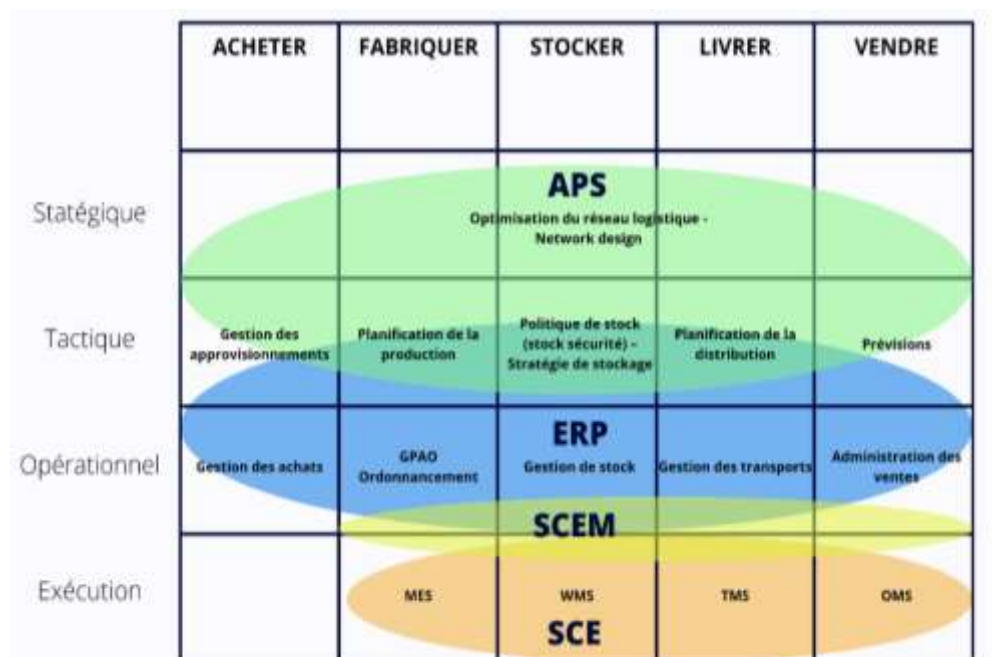 ACHETER FABRIQUER STOCKER LIVRER VENDRE
Statégique
APS
Optimisation du réseau logistique -
Network design
Tactique
Gestion des
approvisionnements
Planification de la
production
Politique de stock
(stock sécurité) –
Stratégie de stockage
Planification de la
distribution
Prévisions
Opérationnel
ERP
Gestion des achats
GPAO
Ordonnancement
Gestion de stock
Gestion des transports
Administration des
ventes
SCEM
Exécution
MES WMS TMS OMS
SCE